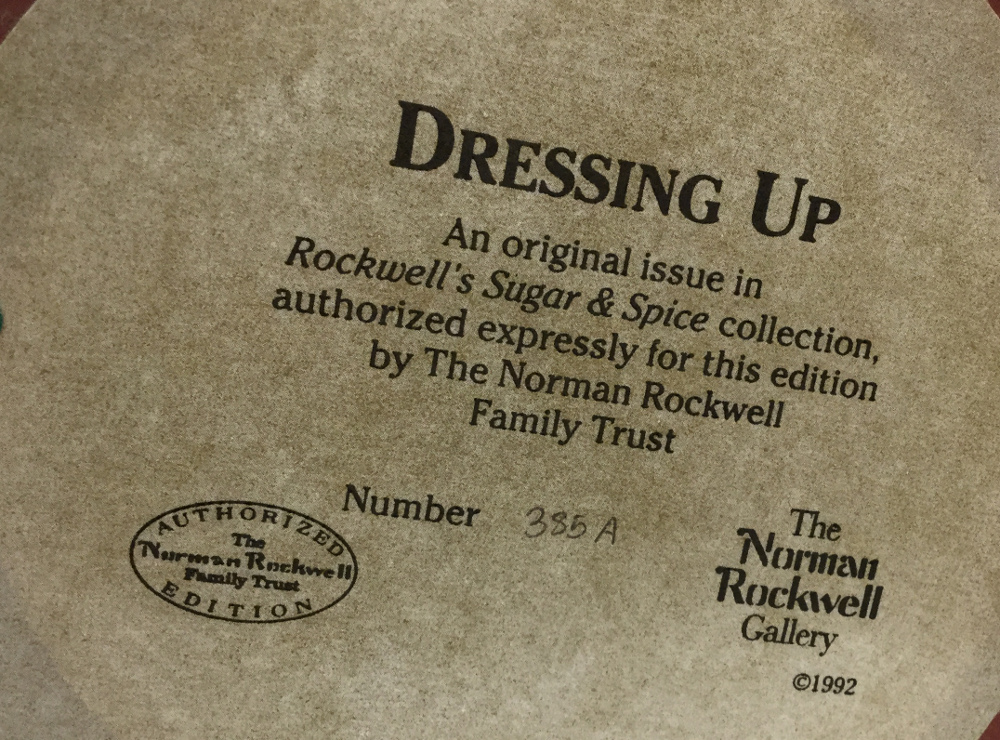 DRESSING UP
An original issue in
Rockwell's Sugar & Spice collection,
authorized expressly for this edition
by The Norman Rockwell
Family Trust
Number 385A
AUTHORIZED
The
Norman Rockwell
Family Trust
EDITION
The
Norman
Rockwell
Gallery
©1992